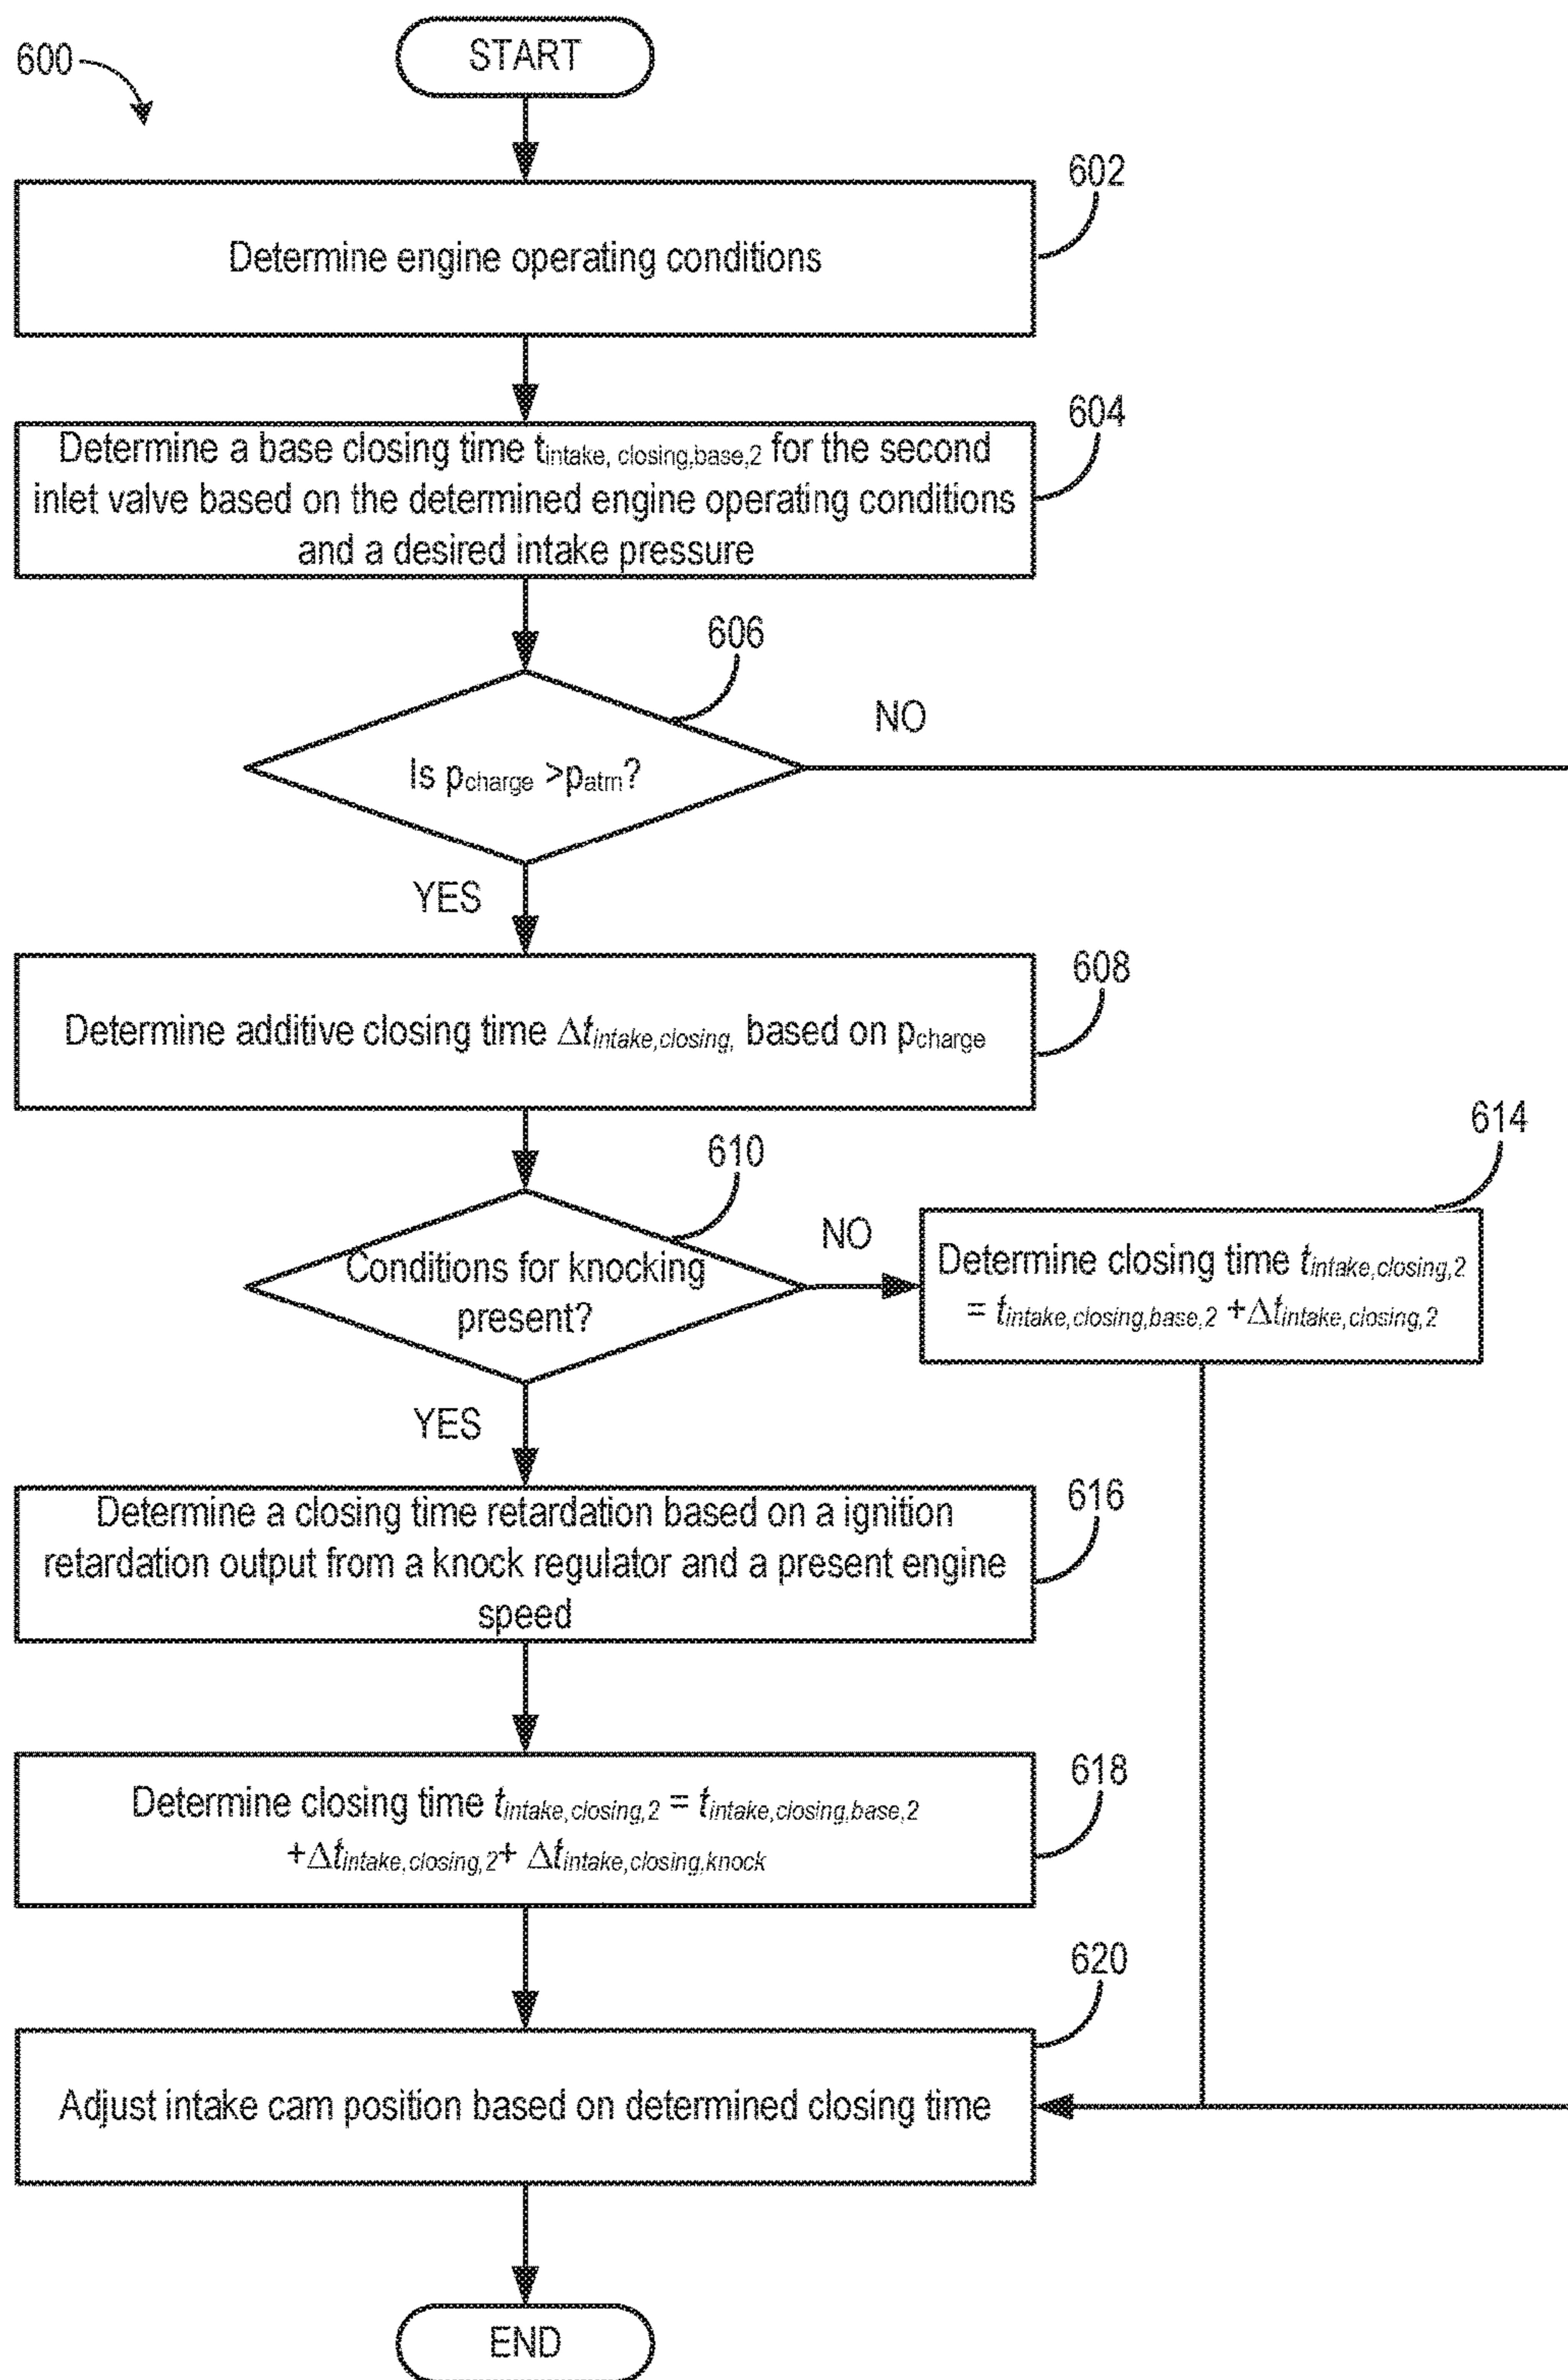 600
START
602
Determine engine operating conditions
604
Determine a base closing time tintake, closing,base,2 for the second
inlet valve based on the determined engine operating conditions
and a desired intake pressure
606
NO
Is pcharge >patm?
YES
608
Determine additive closing time Δtintake,closing, based on pcharge
610
614
NO
Conditions for knocking
present?
Determine closing time tintake,closing,2
= tintake,closing,base,2 +Δtintake,closing,2
YES
616
Determine a closing time retardation based on a ignition
retardation output from a knock regulator and a present engine
speed
618
Determine closing time tintake,closing,2 = tintake,closing,base,2
+Δtintake,closing,2+ Δtintake,closing,knock
620
Adjust intake cam position based on determined closing time
END